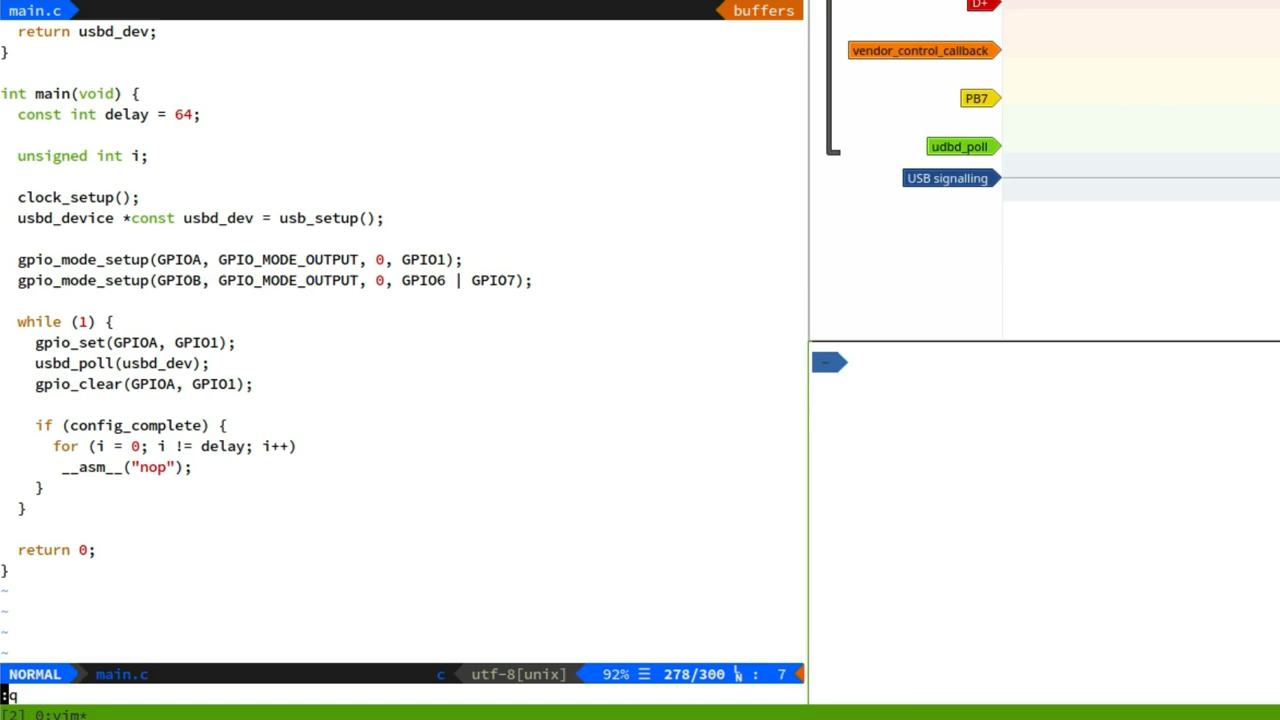 main.c
buffers
return usbd_dev;
}
int main(void) {
const int delay = 64;
unsigned int i;
clock_setup();
usbd_device *const usbd_dev = usb_setup();
gpio_mode_setup(GPIOA, GPIO_MODE_OUTPUT, 0, GPIO1);
gpio_mode_setup(GPIOB, GPIO_MODE_OUTPUT, 0, GPIO6 | GPIO7);
while (1) {
gpio_set(GPIOA, GPIO1);
usbd_poll(usbd_dev);
gpio_clear(GPIOA, GPIO1);
if (config_complete) {
for (i = 0; i != delay; i++)
__asm__("nop");
}
}
return 0;
}
~
~
~
~
NORMAL main.c c utf-8[unix] 92% ☰ 278/300 ␤ : 7
:q
[2] 0:vim*
D+
vendor_control_callback
PB7
udbd_poll
USB signalling
~